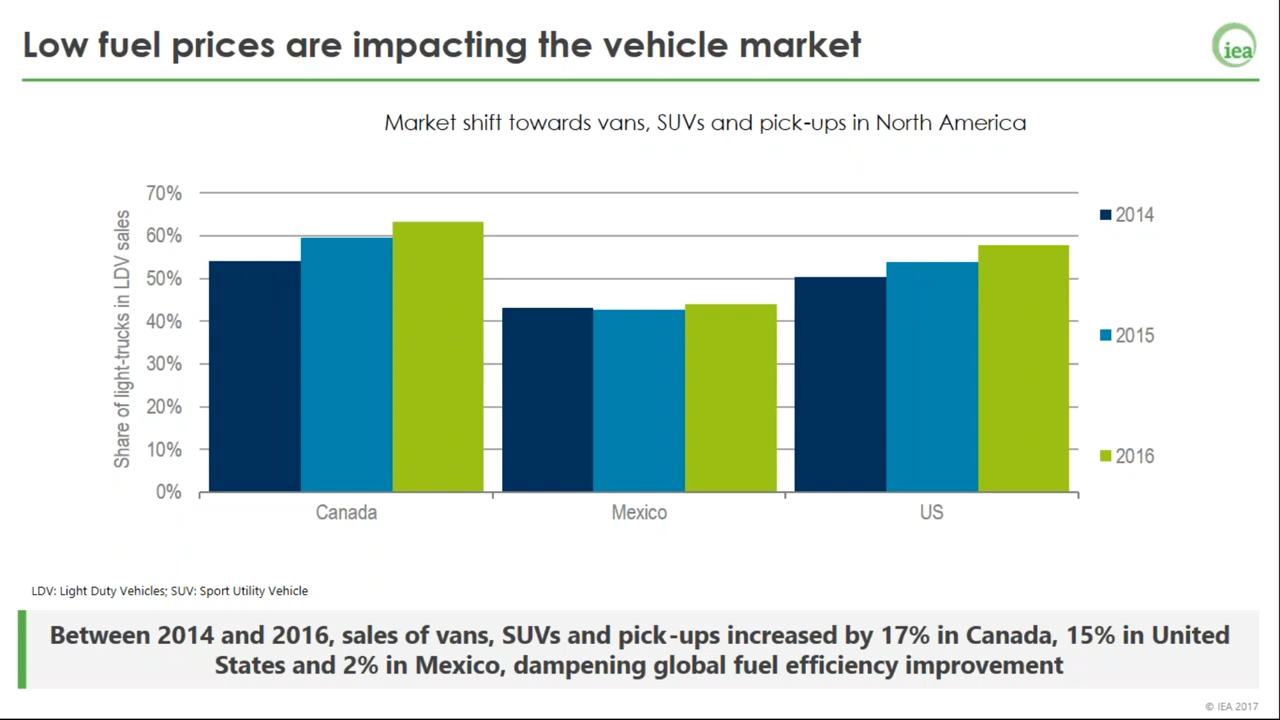 Low fuel prices are impacting the vehicle market
iea
Market shift towards vans, SUVs and pick-ups in North America
Share of light-trucks in LDV sales
70%
60%
50%
40%
30%
20%
10%
0%
Canada
Mexico
US
2014
2015
2016
LDV: Light Duty Vehicles; SUV: Sport Utility Vehicle
Between 2014 and 2016, sales of vans, SUVs and pick-ups increased by 17% in Canada, 15% in United
States and 2% in Mexico, dampening global fuel efficiency improvement
© IEA 2017